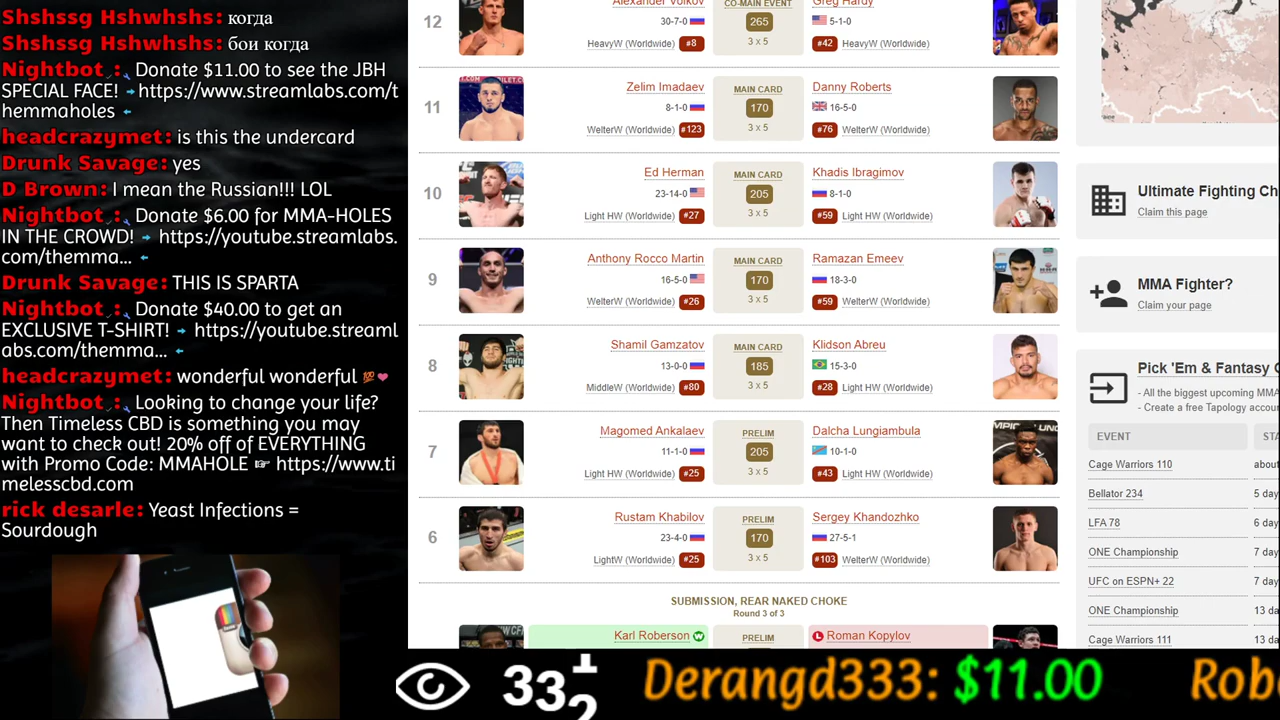 Shshssg Hshwhshs: когда
Shshssg Hshwhshs: бои когда
Nightbot : Donate $11.00 to see the JBH
SPECIAL FACE! https://www.streamlabs.com/t
hemmaholes
headcrazymet: is this the undercard
Drunk Savage: yes
D Brown: I mean the Russian!!! LOL
Nightbot : Donate $6.00 for MMA-HOLES
IN THE CROWD! https://youtube.streamlabs.
com/themma...
Drunk Savage: THIS IS SPARTA
Nightbot : Donate $40.00 to get an
EXCLUSIVE T-SHIRT! https://youtube.streaml
abs.com/themma...
headcrazymet: wonderful wonderful 💯❤
Nightbot : Looking to change your life?
Then Timeless CBD is something you may
want to check out! 20% off of EVERYTHING
with Promo Code: MMAHOLE ☞ https://www.ti
melesscbd.com
rick desarle: Yeast Infections =
Sourdough
12
Alexander Volkov
30-7-0
HeavyW (Worldwide) #8
CO-MAIN EVENT
265
3 x 5
Greg Hardy
5-1-0
#42 HeavyW (Worldwide)
11
Zelim Imadaev
8-1-0
WelterW (Worldwide) #123
MAIN CARD
170
3 x 5
Danny Roberts
16-5-0
#76 WelterW (Worldwide)
10
Ed Herman
23-14-0
Light HW (Worldwide) #27
MAIN CARD
205
3 x 5
Khadis Ibragimov
8-1-0
#59 Light HW (Worldwide)
9
Anthony Rocco Martin
16-5-0
WelterW (Worldwide) #26
MAIN CARD
170
3 x 5
Ramazan Emeev
18-3-0
#59 WelterW (Worldwide)
8
Shamil Gamzatov
13-0-0
MiddleW (Worldwide) #80
MAIN CARD
185
3 x 5
Klidson Abreu
15-3-0
#28 Light HW (Worldwide)
7
Magomed Ankalaev
11-1-0
Light HW (Worldwide) #25
PRELIM
205
3 x 5
Dalcha Lungiambula
10-1-0
#43 Light HW (Worldwide)
6
Rustam Khabilov
23-4-0
LightW (Worldwide) #25
PRELIM
170
3 x 5
Sergey Khandozhko
27-5-1
#103 WelterW (Worldwide)
SUBMISSION, REAR NAKED CHOKE
Round 3 of 3
Karl Roberson W
PRELIM
L Roman Kopylov
Ultimate Fighting Ch
Claim this page
MMA Fighter?
Claim your page
Pick 'Em & Fantasy
- All the biggest upcoming MMA
- Create a free Tapology accou
EVENT STA
Cage Warriors 110 about
Bellator 234 5 day
LFA 78 6 day
ONE Championship 7 day
UFC on ESPN+ 22 7 day
ONE Championship 13 d
Cage Warriors 111 13 d
Derangd333: $11.00 Rob